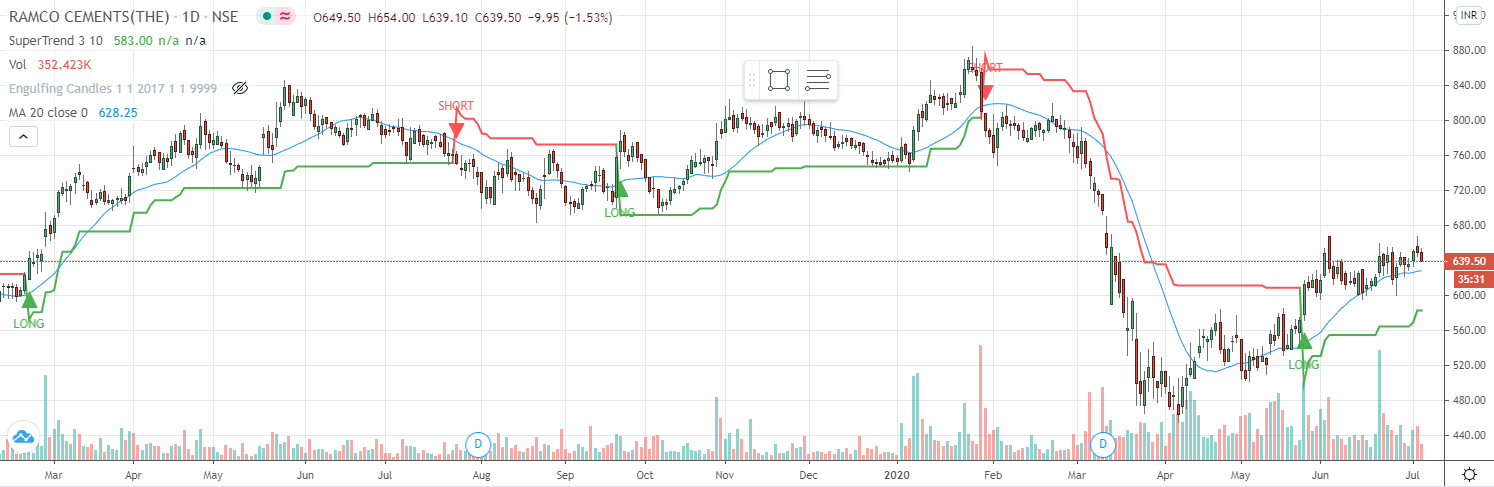 RAMCO CEMENTS(THE) · 1D · NSE O649.50 H654.00 L639.10 C639.50 −9.95 (−1.53%)
INR
SuperTrend 3 10 583.00 n/a n/a
Vol 352.423K
Engulfing Candles 1 1 2017 1 1 9999
MA 20 close 0 628.25
880.00
840.00
800.00
760.00
720.00
680.00
639.50
35:31
600.00
560.00
520.00
480.00
440.00
LONG
SHORT
LONG
SHORT
LONG
D
D
Mar Apr May Jun Jul Aug Sep Oct Nov Dec 2020 Feb Mar Apr May Jun Jul